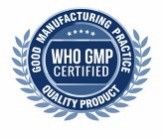 GOOD MANUFACTURING PRACTICE
WHO GMP
CERTIFIED
QUALITY PRODUCT